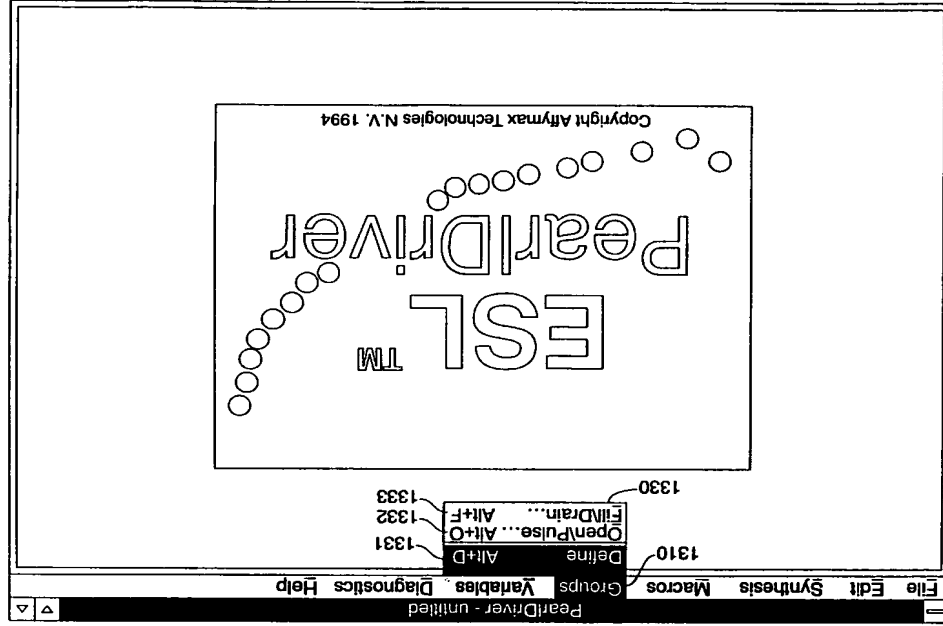 PearlDriver - untitled
File Edit Synthesis Macros Groups Variables Diagnostics Help
1310
Define Alt+D 1331
Open/Pulse... Alt+O 1332
Fill/Drain... Alt+F 1333
1330
ESL TM
PearlDriver
Copyright Affymax Technologies N.V. 1994